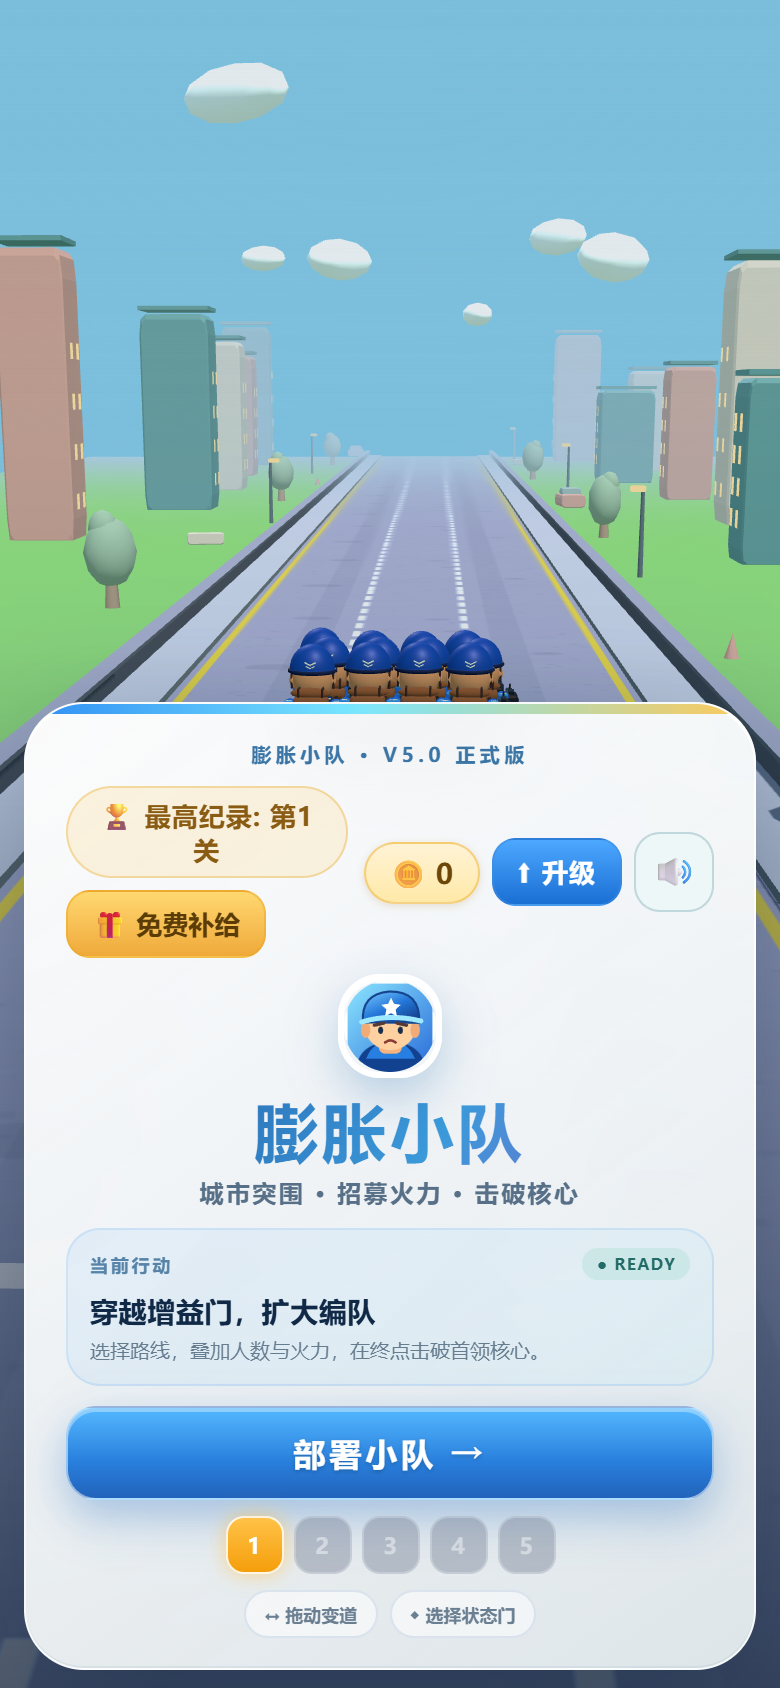 膨胀小队 • V5.0 正式版
🏆 最高纪录: 第1
关
0
⬆ 升级
免费补给
膨胀小队
城市突围 • 招募火力 • 击破核心
当前行动
● READY
穿越增益门，扩大编队
选择路线，叠加人数与火力，在终点击破首领核心。
部署小队 →
1 2 3 4 5
↔ 拖动变道
◆ 选择状态门